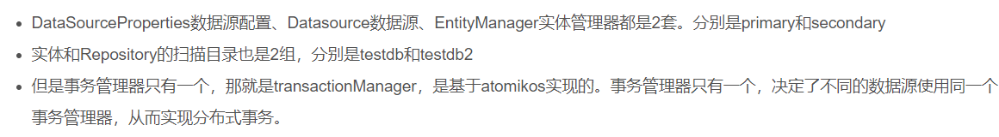 DataSourceProperties数据源配置、Datasource数据源、EntityManager实体管理器都是2套。分别是primary和secondary
实体和Repository的扫描目录也是2组，分别是testdb和testdb2
但是事务管理器只有一个，那就是transactionManager，是基于atomikos实现的。事务管理器只有一个，决定了不同的数据源使用同一个
事务管理器，从而实现分布式事务。